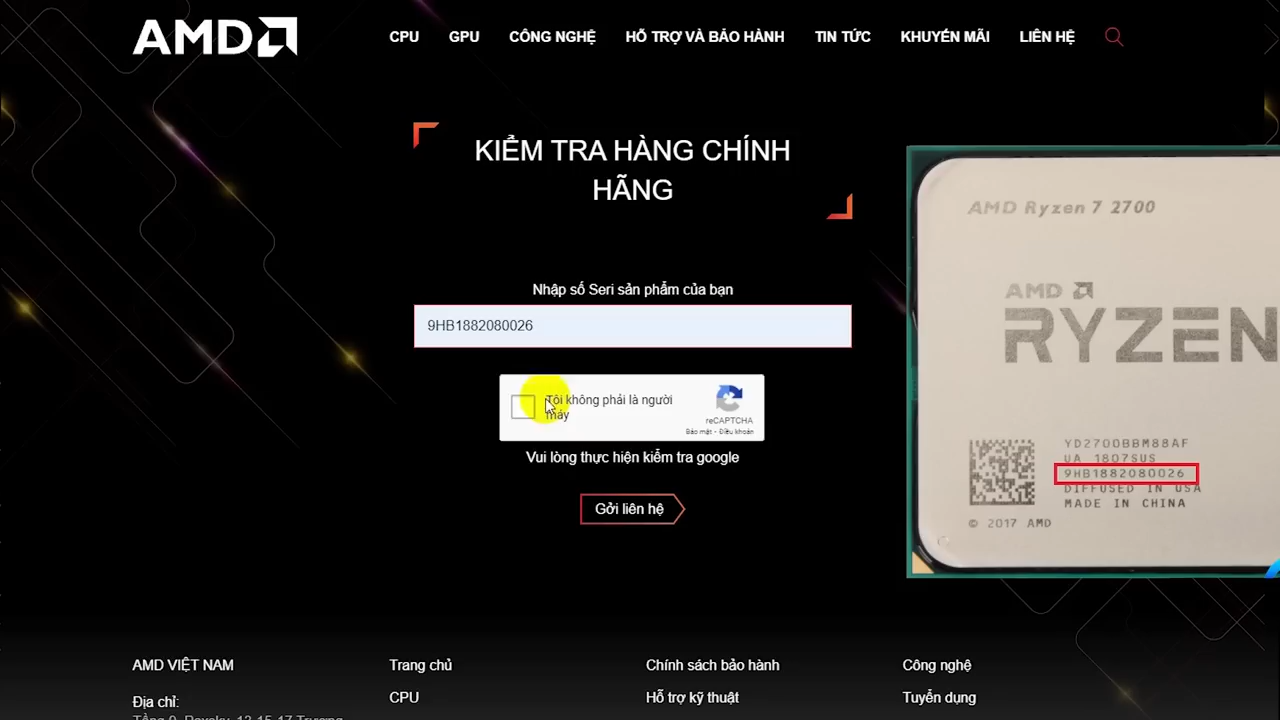 AMD
CPU GPU CÔNG NGHỆ HỖ TRỢ VÀ BẢO HÀNH TIN TỨC KHUYẾN MÃI LIÊN HỆ
KIỂM TRA HÀNG CHÍNH
HÃNG
Nhập số Seri sản phẩm của bạn
9HB1882080026
Tôi không phải là người
máy
reCAPTCHA
Bảo mật - Điều khoản
Vui lòng thực hiện kiểm tra google
Gởi liên hệ
AMD Ryzen 7 2700
AMD
RYZEN
YD2700BBM88AF
UA 1807SUS
9HB1882080026
DIFFUSED IN USA
MADE IN CHINA
© 2017 AMD
AMD VIỆT NAM
Địa chỉ:
Trang chủ
CPU
Chính sách bảo hành
Hỗ trợ kỹ thuật
Công nghệ
Tuyển dụng